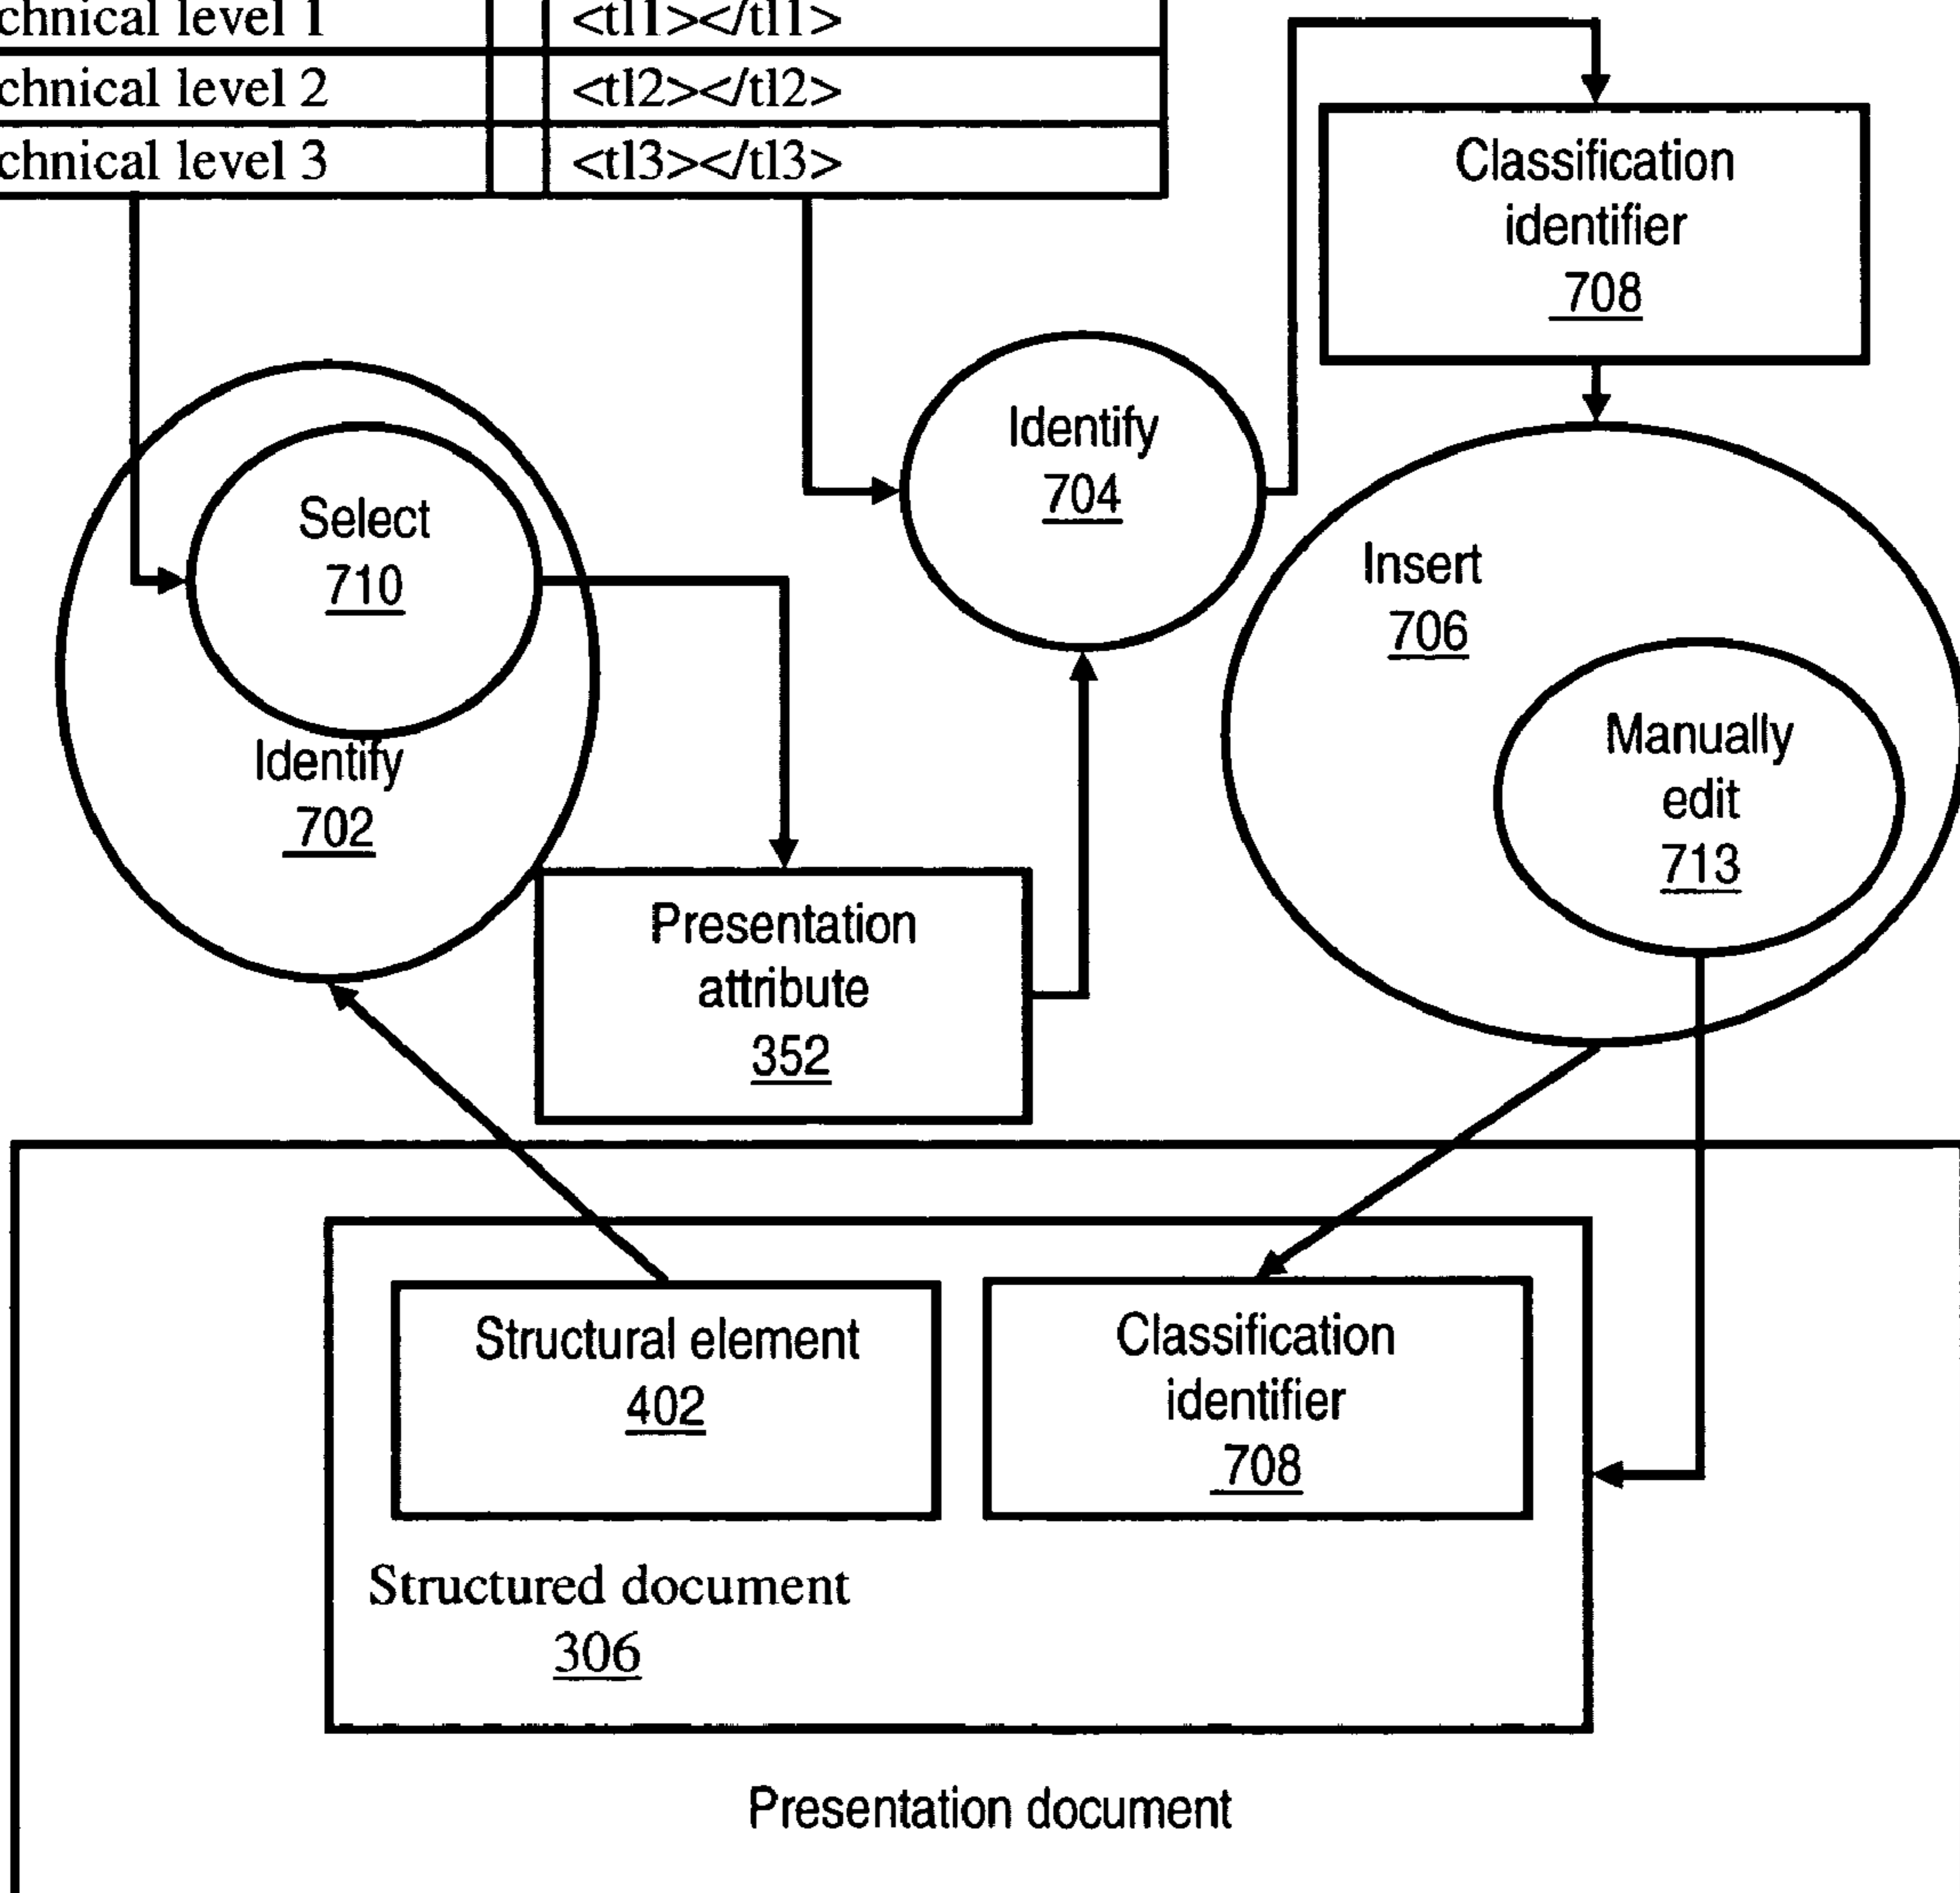 chnical level 1 <tl1></tl1>
chnical level 2 <tl2></tl2>
chnical level 3 <tl3></tl3>
Classification
identifier
708
Identify
704
Select
710
Identify
702
Insert
706
Manually
edit
713
Presentation
attribute
352
Structural element
402
Classification
identifier
708
Structured document
306
Presentation document